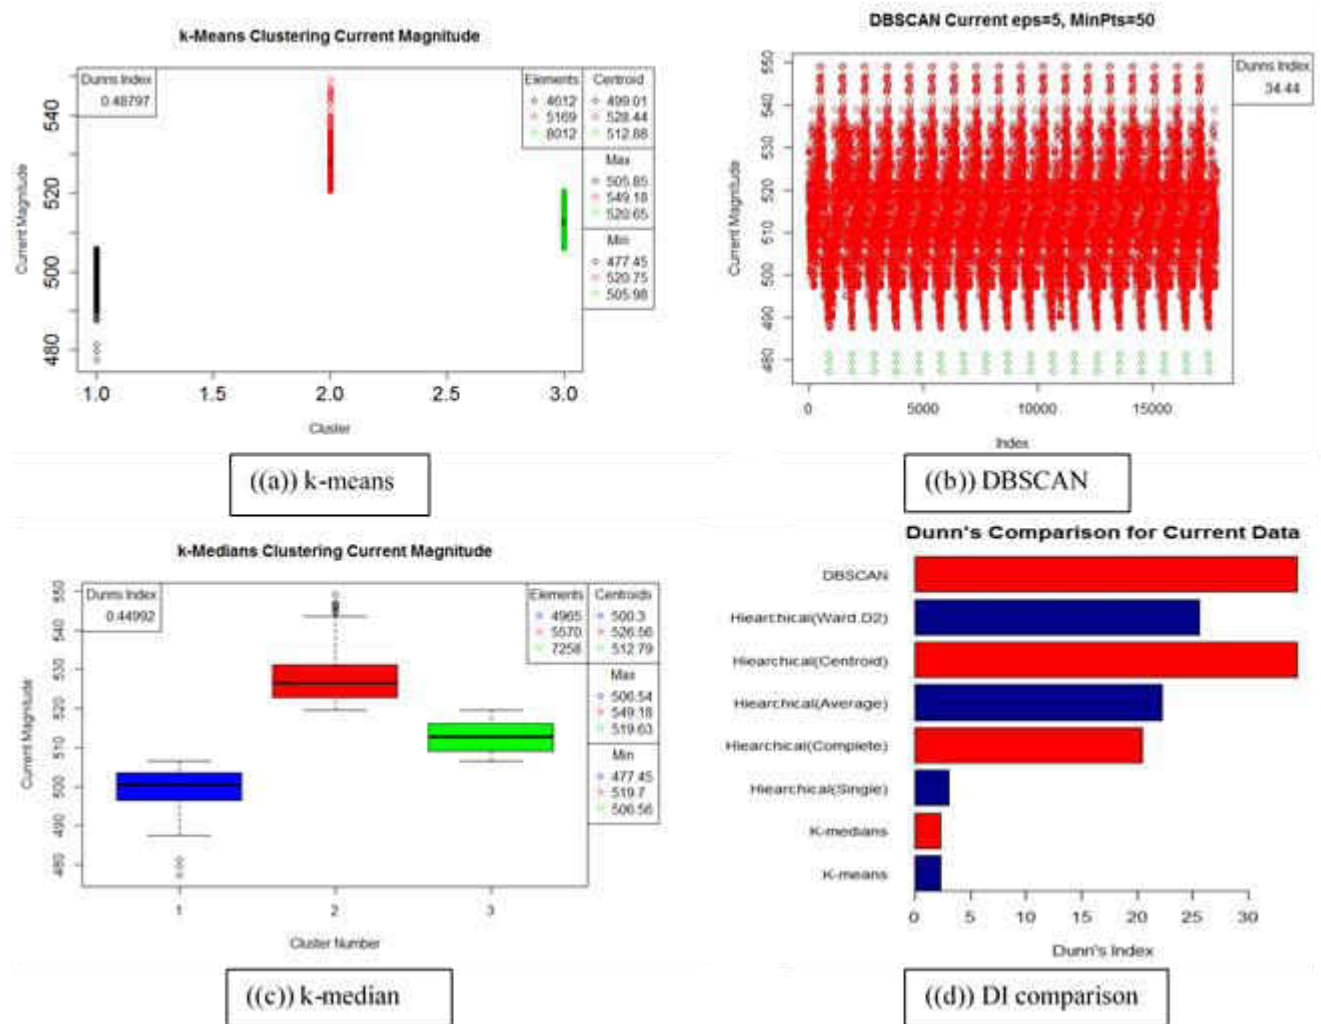 k-Means Clustering Current Magnitude
Dunns Index
0.48797
Elements Centroid
4612 499.01
5169 528.44
8012 512.88
Max
505.85
549.18
520.65
Min
477.45
520.75
505.98
Current Magnitude
540
520
500
480
1.0 1.5 2.0 2.5 3.0
Cluster
((a)) k-means
DBSCAN Current eps=5, MinPts=50
Dunns Index
34.44
Current Magnitude
550
540
530
520
510
500
490
480
0 5000 10000 15000
Index
((b)) DBSCAN
k-Medians Clustering Current Magnitude
Dunns Index
0.44992
Elements Centroids
4965 500.3
5570 526.56
7258 512.79
Max
506.54
549.18
519.63
Min
477.45
519.7
506.56
Current Magnitude
550
540
530
520
510
500
490
480
1 2 3
Cluster Number
((c)) k-median
Dunn's Comparison for Current Data
DBSCAN
Hiearchical(Ward.D2)
Hiearchical(Centroid)
Hiearchical(Average)
Hiearchical(Complete)
Hiearchical(Single)
K-medians
K-means
0 5 10 15 20 25 30
Dunn's Index
((d)) DI comparison